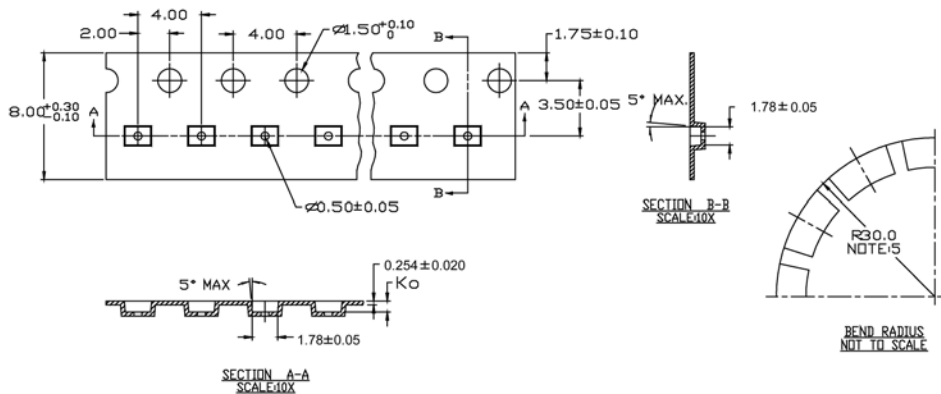 4.00
2.00
4.00
Ø1.50 +0.10 0
B
1.75±0.10
8.00 +0.30 -0.10
A
A
3.50±0.05
5° MAX.
1.78±0.05
B
Ø0.50±0.05
SECTION B-B
SCALE:10X
R30.0
NOTE:5
0.254±0.020
5° MAX
Ko
1.78±0.05
BEND RADIUS
NOT TO SCALE
SECTION A-A
SCALE:10X